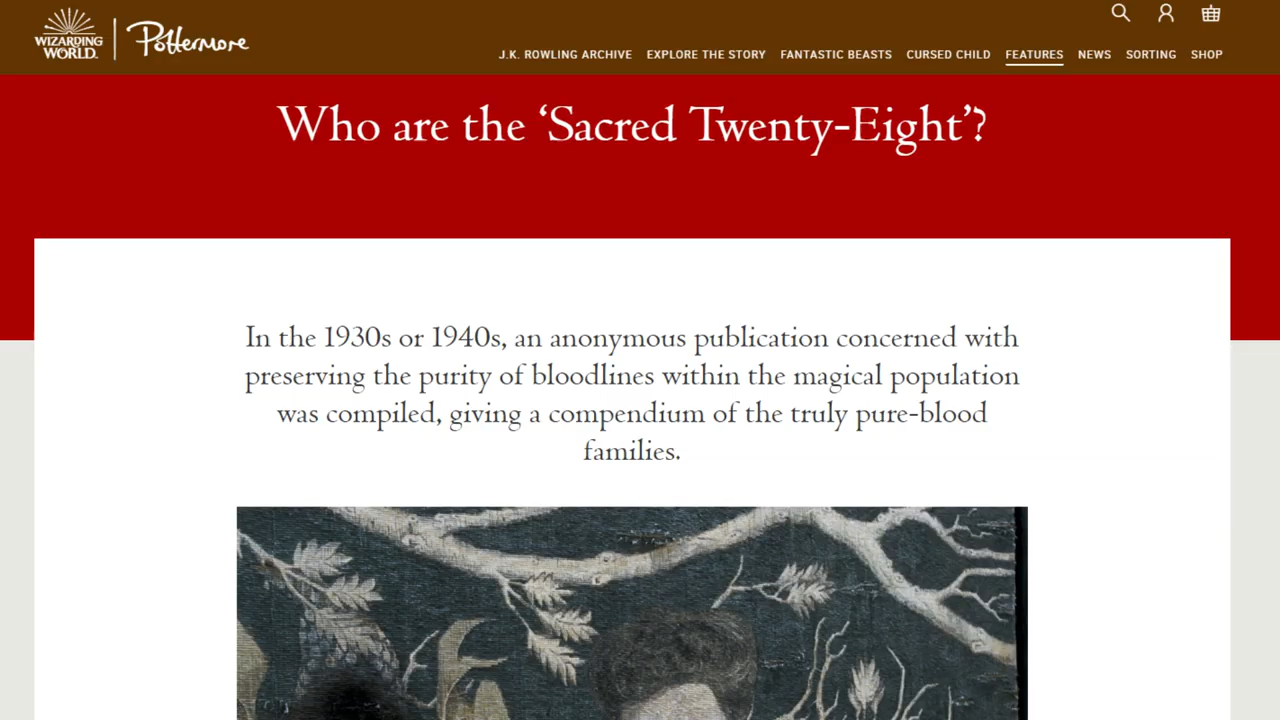 WIZARDING
WORLD
Pottermore
J.K. ROWLING ARCHIVE EXPLORE THE STORY FANTASTIC BEASTS CURSED CHILD FEATURES NEWS SORTING SHOP
Who are the ‘Sacred Twenty-Eight’?
In the 1930s or 1940s, an anonymous publication concerned with
preserving the purity of bloodlines within the magical population
was compiled, giving a compendium of the truly pure-blood
families.